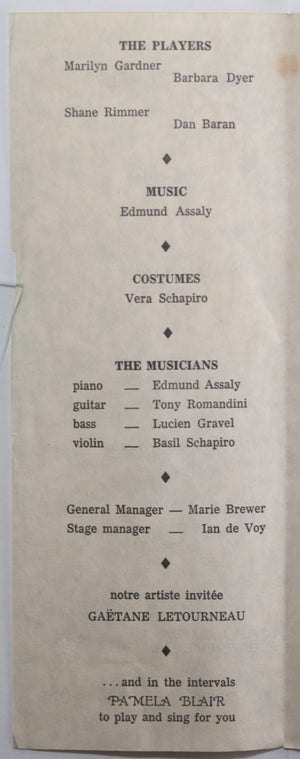 THE PLAYERS
Marilyn Gardner
Barbara Dyer
Shane Rimmer
Dan Baran
MUSIC
Edmund Assaly
COSTUMES
Vera Schapiro
THE MUSICIANS
piano — Edmund Assaly
guitar — Tony Romandini
bass — Lucien Gravel
violin — Basil Schapiro
General Manager — Marie Brewer
Stage manager — Ian de Voy
notre artiste invitée
GAËTANE LETOURNEAU
...and in the intervals
PAMELA BLAIR
to play and sing for you